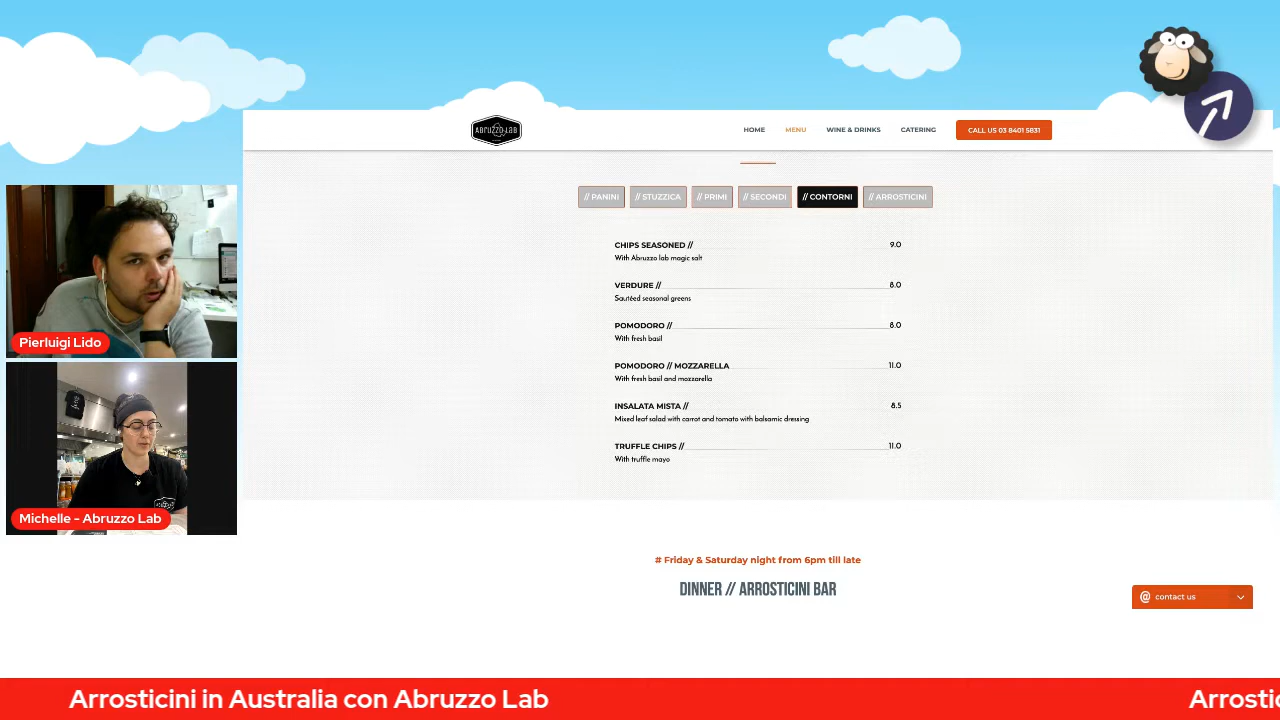 ABRUZZO LAB
HOME
MENU
WINE & DRINKS
CATERING
CALL US 03 8401 5831
// PANINI
// STUZZICA
// PRIMI
// SECONDI
// CONTORNI
// ARROSTICINI
CHIPS SEASONED // 9.0
With Abruzzo lab magic salt
VERDURE // 8.0
Sautéed seasonal greens
POMODORO // 8.0
With fresh basil
POMODORO // MOZZARELLA 11.0
With fresh basil and mozzarella
INSALATA MISTA // 8.5
Mixed leaf salad with carrot and tomato with balsamic dressing
TRUFFLE CHIPS // 11.0
With truffle mayo
Pierluigi Lido
Michelle - Abruzzo Lab
# Friday & Saturday night from 6pm till late
DINNER // ARROSTICINI BAR
@ contact us
Arrosticini in Australia con Abruzzo Lab
Arrostic